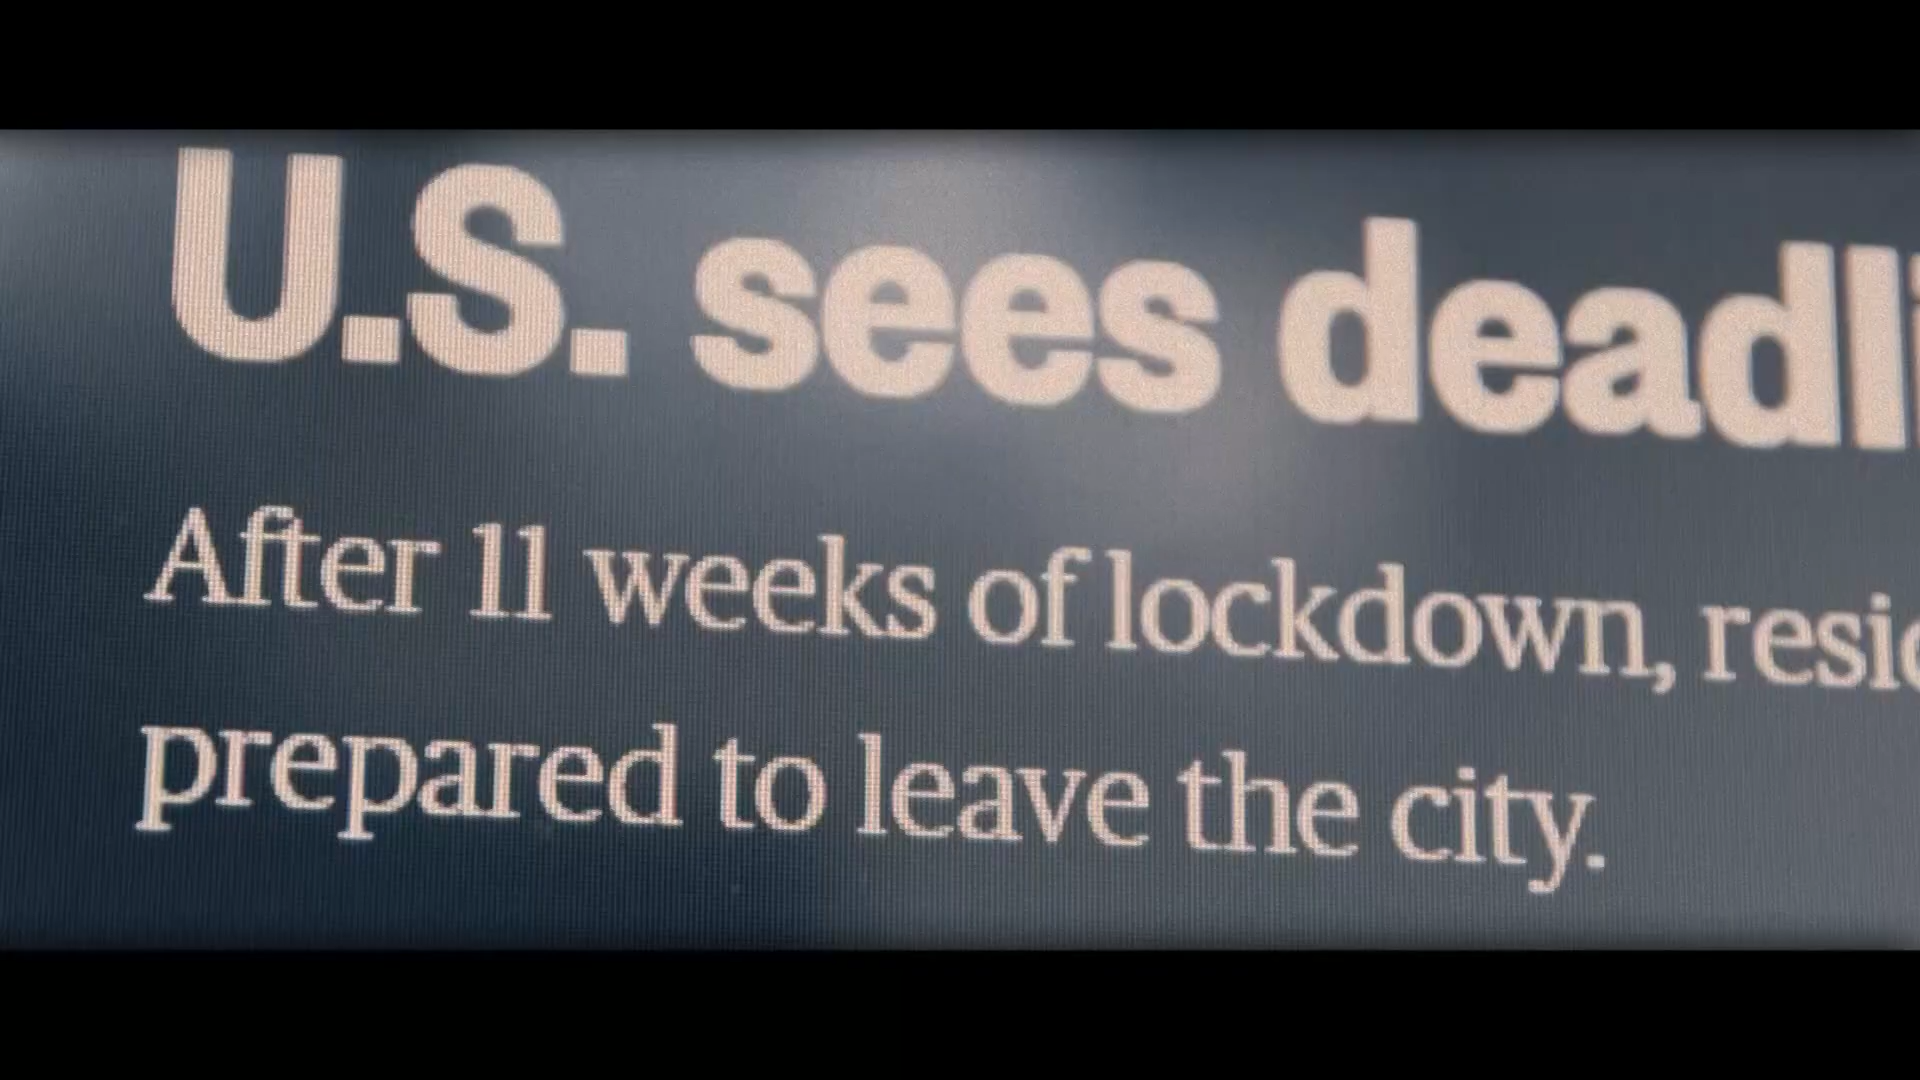 U.S. sees
After 11 weeks of lockdown,
prepared to leave the city.